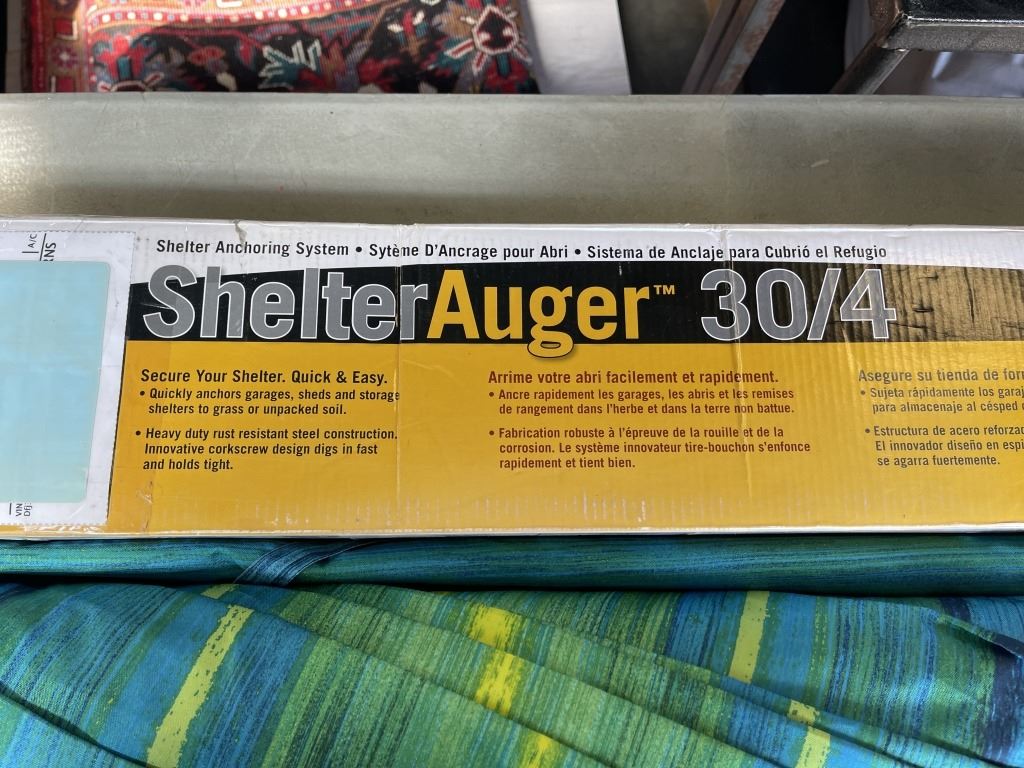 Shelter Anchoring System • Sytème D'Ancrage pour Abri • Sistema de Anclaje para Cubrió el Refugio
ShelterAuger™ 30/4
Secure Your Shelter. Quick & Easy.
• Quickly anchors garages, sheds and storage
shelters to grass or unpacked soil.
• Heavy duty rust resistant steel construction.
Innovative corkscrew design digs in fast
and holds tight.
Arrime votre abri facilement et rapidement.
• Ancre rapidement les garages, les abris et les remises
de rangement dans l'herbe et dans la terre non battue.
• Fabrication robuste à l'épreuve de la rouille et de la
corrosion. Le système innovateur tire-bouchon s'enfonce
rapidement et tient bien.
Asegure su tienda de
• Sujeta rápidamente los
para almacenaje al césped
• Estructura de acero
El innovador diseño en
se agarra fuertemente.
A/C
RNS
VIN